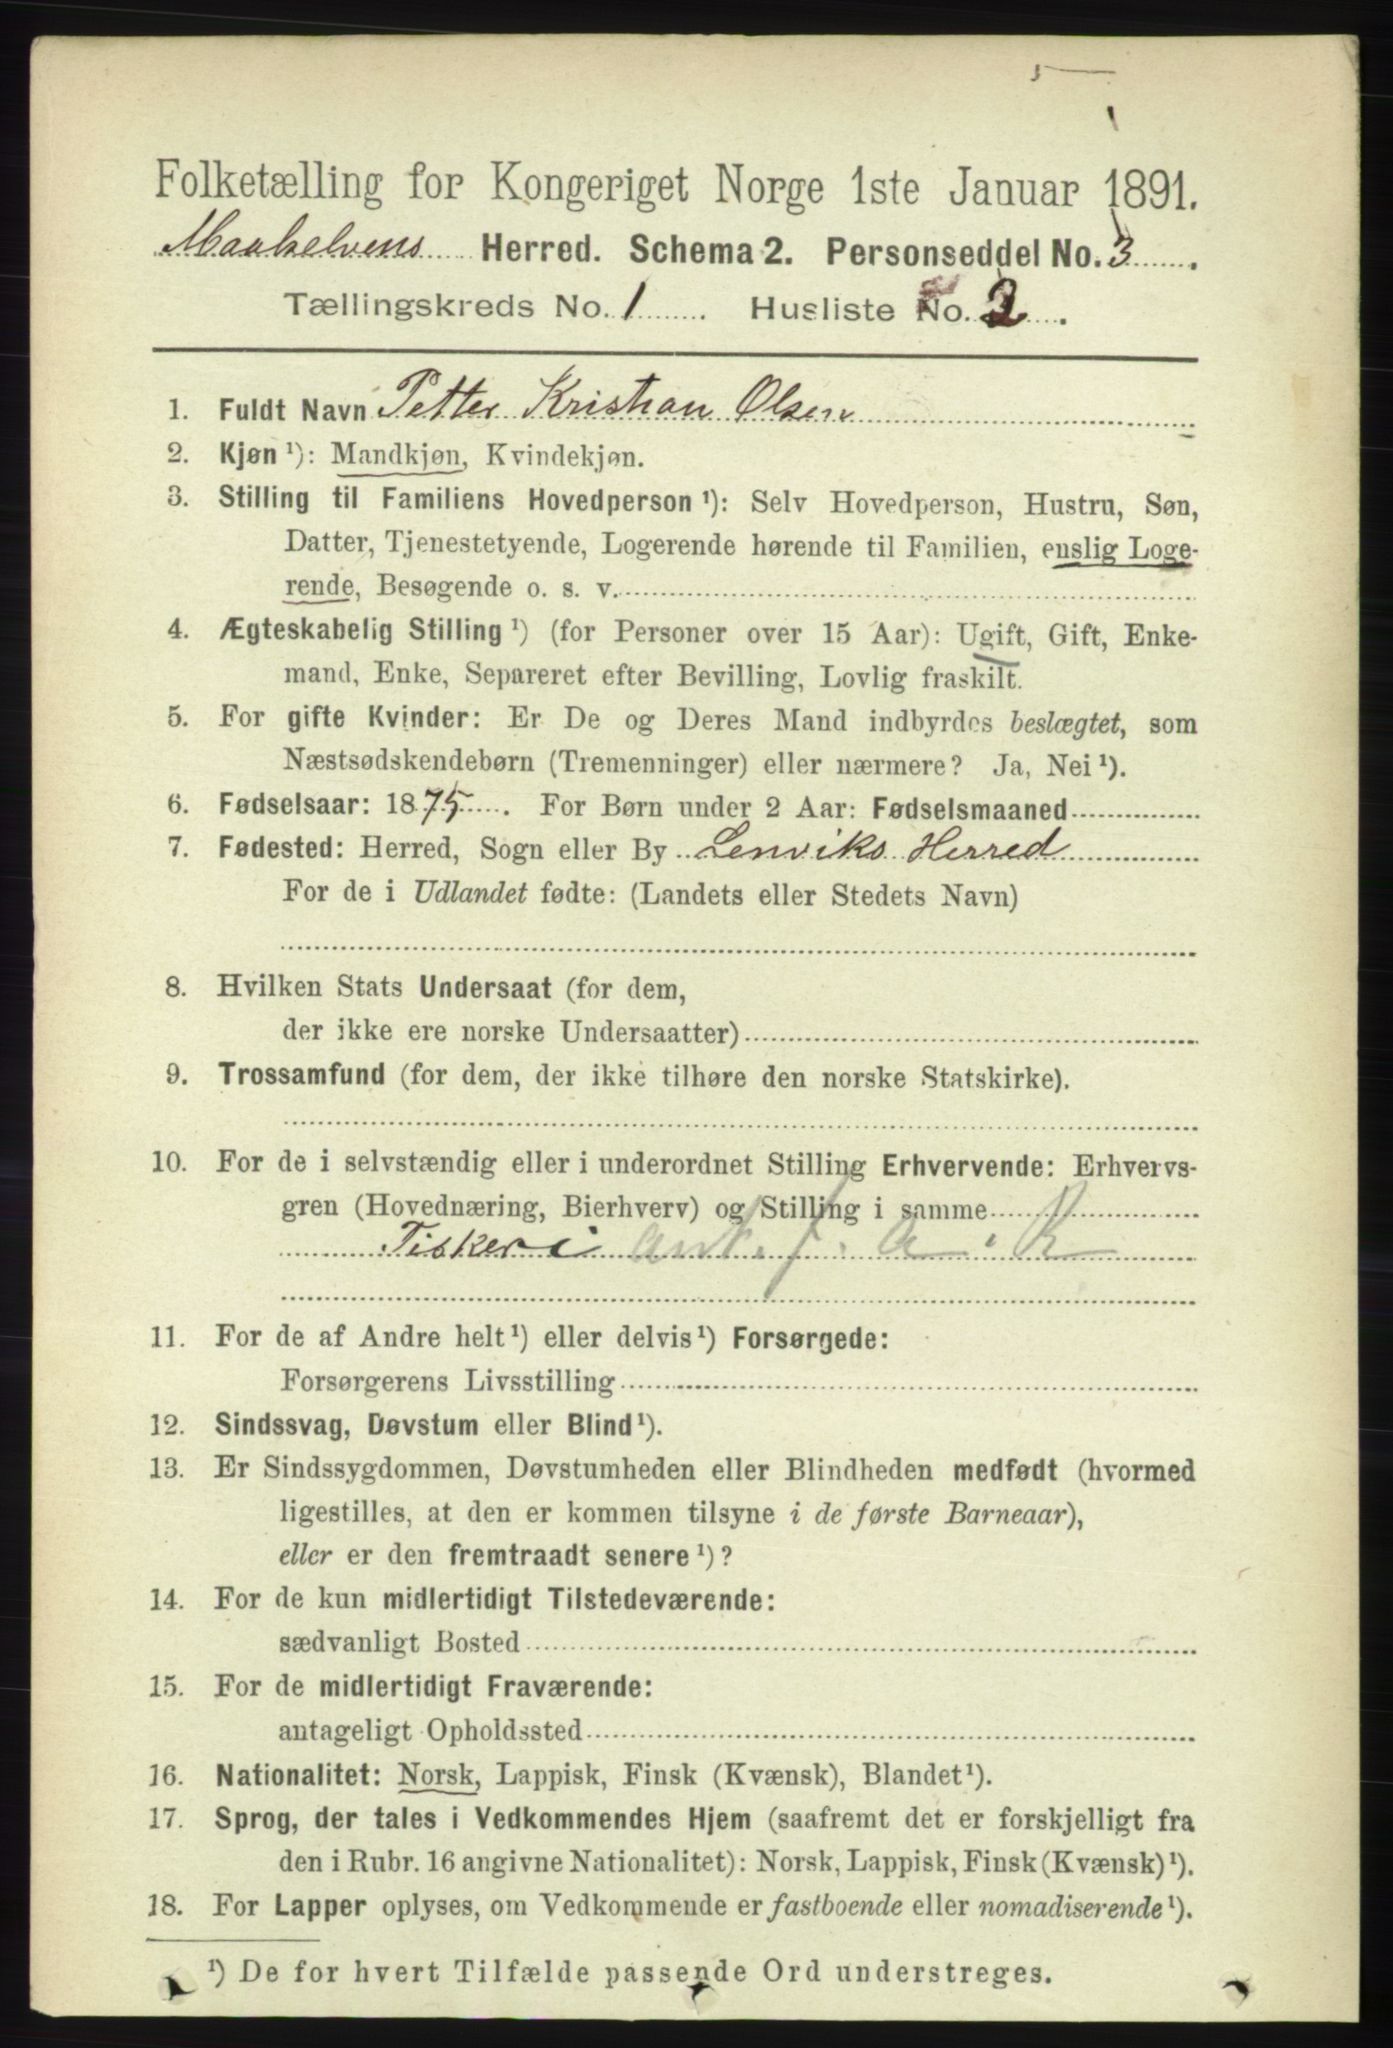 Folketælling for Kongeriget Norge 1ste Januar 1891.
Maalselvens Herred. Schema 2. Personseddel No. 3.
Tællingskreds No. 1. Husliste No. 2.
1. Fuldt Navn Petter Kristian Olsen
2. Kjøn ¹): Mandkjøn, Kvindekjøn.
3. Stilling til Familiens Hovedperson ¹): Selv Hovedperson, Hustru, Søn,
Datter, Tjenestetyende, Logerende hørende til Familien, enslig Loge-
rende, Besøgende o. s. v.
4. Ægteskabelig Stilling ¹) (for Personer over 15 Aar): Ugift, Gift, Enke-
mand, Enke, Separeret efter Bevilling, Lovlig fraskilt.
5. For gifte Kvinder: Er De og Deres Mand indbyrdes beslægtet, som
Næstsødskendebørn (Tremenninger) eller nærmere? Ja, Nei ¹).
6. Fødselsaar: 1875. For Børn under 2 Aar: Fødselsmaaned
7. Fødested: Herred, Sogn eller By Lenviks Herred
For de i Udlandet fødte: (Landets eller Stedets Navn)
8. Hvilken Stats Undersaat (for dem,
der ikke ere norske Undersaatter)
9. Trossamfund (for dem, der ikke tilhøre den norske Statskirke).
10. For de i selvstændig eller i underordnet Stilling Erhvervende: Erhvervs-
gren (Hovednæring, Bierhverv) og Stilling i samme
Fiskeri
11. For de af Andre helt ¹) eller delvis ¹) Forsørgede:
Forsørgerens Livsstilling
12. Sindssvag, Døvstum eller Blind ¹).
13. Er Sindssygdommen, Døvstumheden eller Blindheden medfødt (hvormed
ligestilles, at den er kommen tilsyne i de første Barneaar),
eller er den fremtraadt senere ¹)?
14. For de kun midlertidigt Tilstedeværende:
sædvanligt Bosted
15. For de midlertidigt Fraværende:
antageligt Opholdssted
16. Nationalitet: Norsk, Lappisk, Finsk (Kvænsk), Blandet ¹).
17. Sprog, der tales i Vedkommendes Hjem (saafremt det er forskjelligt fra
den i Rubr. 16 angivne Nationalitet): Norsk, Lappisk, Finsk (Kvænsk) ¹).
18. For Lapper oplyses, om Vedkommende er fastboende eller nomadiserende ¹).
¹) De for hvert Tilfælde passende Ord understreges.